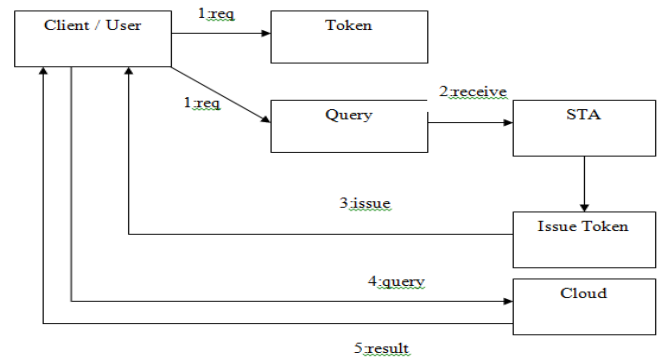 Client / User
1:req
Token
1:req
Query
2:receive
STA
3:issue
Issue Token
4:query
Cloud
5:result